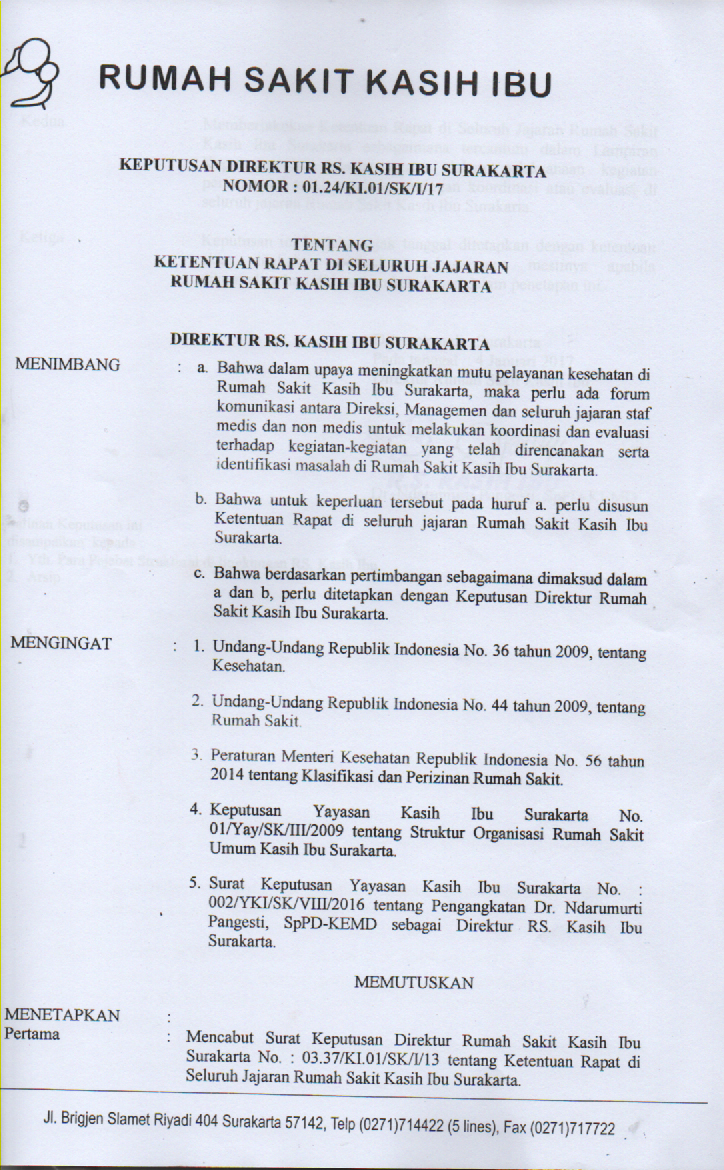 RUMAH SAKIT KASIH IBU
KEPUTUSAN DIREKTUR RS. KASIH IBU SURAKARTA
NOMOR : 01.24/KI.01/SK/I/17
TENTANG
KETENTUAN RAPAT DI SELURUH JAJARAN
RUMAH SAKIT KASIH IBU SURAKARTA
DIREKTUR RS. KASIH IBU SURAKARTA
MENIMBANG : a. Bahwa dalam upaya meningkatkan mutu pelayanan kesehatan di
Rumah Sakit Kasih Ibu Surakarta, maka perlu ada forum
komunikasi antara Direksi, Managemen dan seluruh jajaran staf
medis dan non medis untuk melakukan koordinasi dan evaluasi
terhadap kegiatan-kegiatan yang telah direncanakan serta
identifikasi masalah di Rumah Sakit Kasih Ibu Surakarta.
b. Bahwa untuk keperluan tersebut pada huruf a. perlu disusun
Ketentuan Rapat di seluruh jajaran Rumah Sakit Kasih Ibu
Surakarta.
c. Bahwa berdasarkan pertimbangan sebagaimana dimaksud dalam
a dan b, perlu ditetapkan dengan Keputusan Direktur Rumah
Sakit Kasih Ibu Surakarta.
MENGINGAT : 1. Undang-Undang Republik Indonesia No. 36 tahun 2009, tentang
Kesehatan.
2. Undang-Undang Republik Indonesia No. 44 tahun 2009, tentang
Rumah Sakit.
3. Peraturan Menteri Kesehatan Republik Indonesia No. 56 tahun
2014 tentang Klasifikasi dan Perizinan Rumah Sakit.
4. Keputusan Yayasan Kasih Ibu Surakarta No.
01/Yay/SK/III/2009 tentang Struktur Organisasi Rumah Sakit
Umum Kasih Ibu Surakarta.
5. Surat Keputusan Yayasan Kasih Ibu Surakarta No. :
002/YKI/SK/VIII/2016 tentang Pengangkatan Dr. Ndarumurti
Pangesti, SpPD-KEMD sebagai Direktur RS. Kasih Ibu
Surakarta.
MEMUTUSKAN
MENETAPKAN :
Pertama : Mencabut Surat Keputusan Direktur Rumah Sakit Kasih Ibu
Surakarta No. : 03.37/KI.01/SK/I/13 tentang Ketentuan Rapat di
Seluruh Jajaran Rumah Sakit Kasih Ibu Surakarta.
Jl. Brigjen Slamet Riyadi 404 Surakarta 57142, Telp (0271)714422 (5 lines), Fax (0271)717722